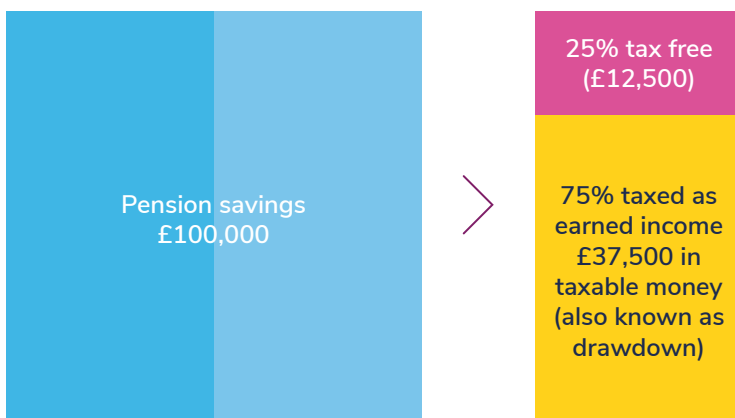 Pension savings
£100,000
25% tax free
(£12,500)
75% taxed as
earned income
£37,500 in
taxable money
(also known as
drawdown)